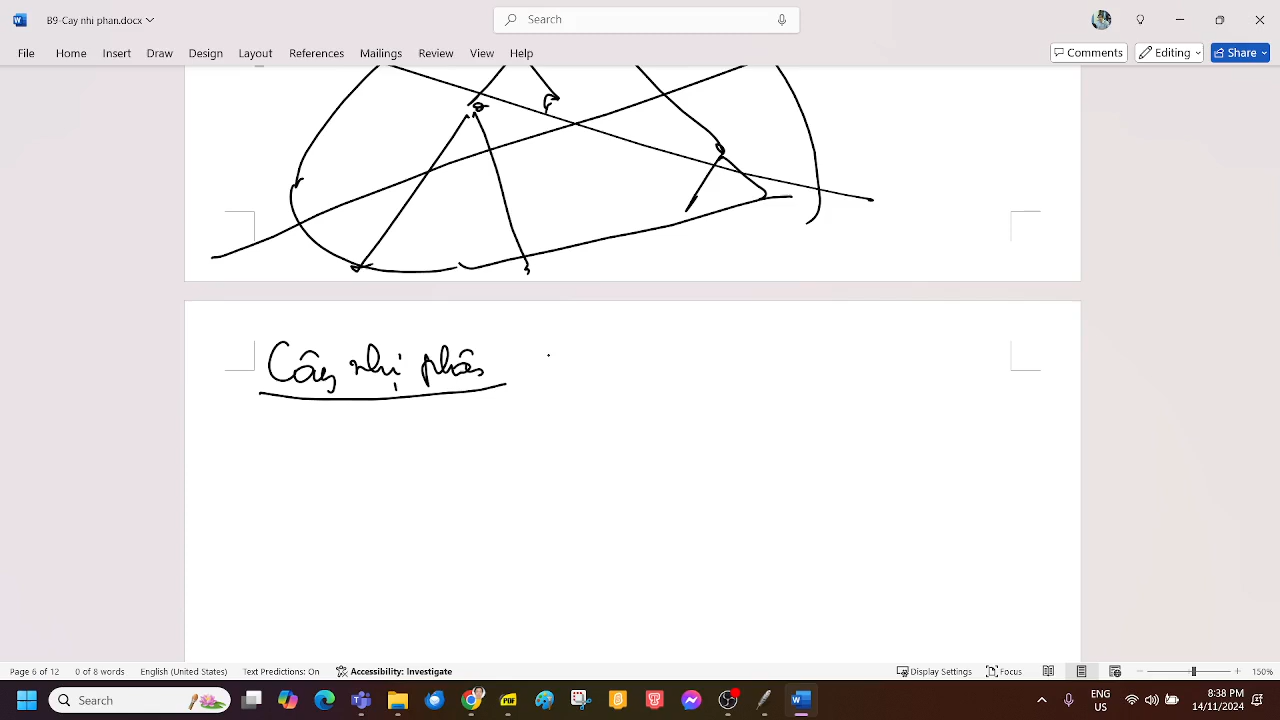 B9-Cay nhi phan.docx
Search
File Home Insert Draw Design Layout References Mailings Review View Help
Comments Editing Share
Cây nhị phân
Page 6 of 12 0 of 8 words English (United States) Text Predictions: On Accessibility: Investigate Display Settings Focus 150%
Search
ENG
US
8:38 PM
14/11/2024